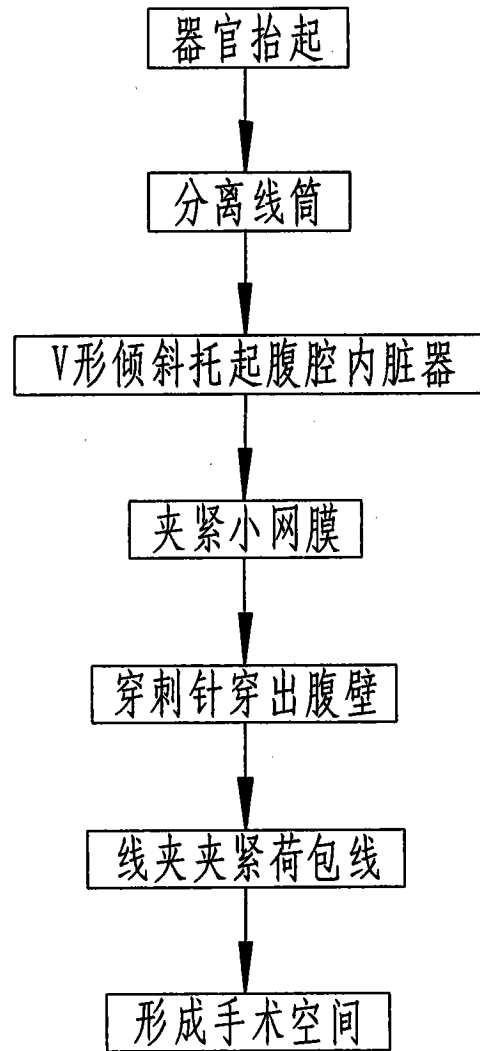 器官抬起
分离线筒
V形倾斜托起腹腔内脏器
夹紧小网膜
穿刺针穿出腹壁
线夹夹紧荷包线
形成手术空间